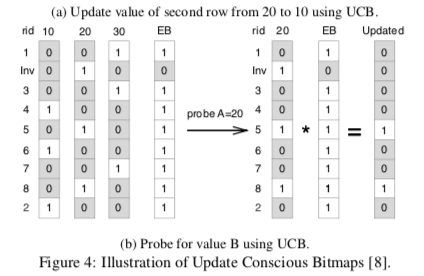 (a) Update value of second row from 20 to 10 using UCB.
rid 10 20 30 EB rid 20 EB Updated
1 0 0 1 1 1 0 1 0
Inv 0 1 0 0 Inv 1 0 0
3 0 0 1 1 3 0 1 0
4 1 0 0 1 4 0 1 0
probe A=20
5 0 1 0 1 5 1 * 1 = 1
6 1 0 0 1 6 0 1 0
7 0 0 1 1 7 0 1 0
8 0 1 0 1 8 1 1 1
2 1 0 0 1 2 0 1 0
(b) Probe for value B using UCB.
Figure 4: Illustration of Update Conscious Bitmaps [8].